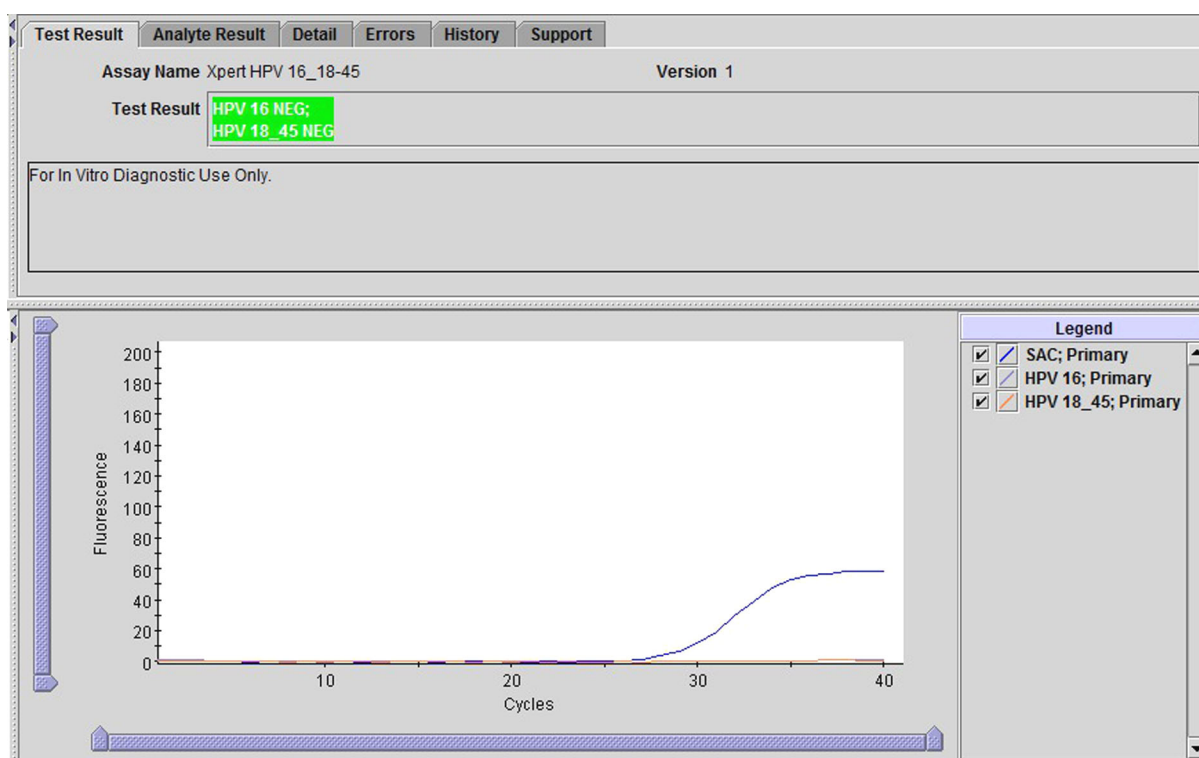 Test Result Analyte Result Detail Errors History Support
Assay Name Xpert HPV 16_18-45 Version 1
Test Result HPV 16 NEG;
HPV 18_45 NEG
For In Vitro Diagnostic Use Only.
Legend
SAC; Primary
HPV 16; Primary
HPV 18_45; Primary
200
180
160
140
120
100
80
60
40
20
0
Fluorescence
10 20 30 40
Cycles